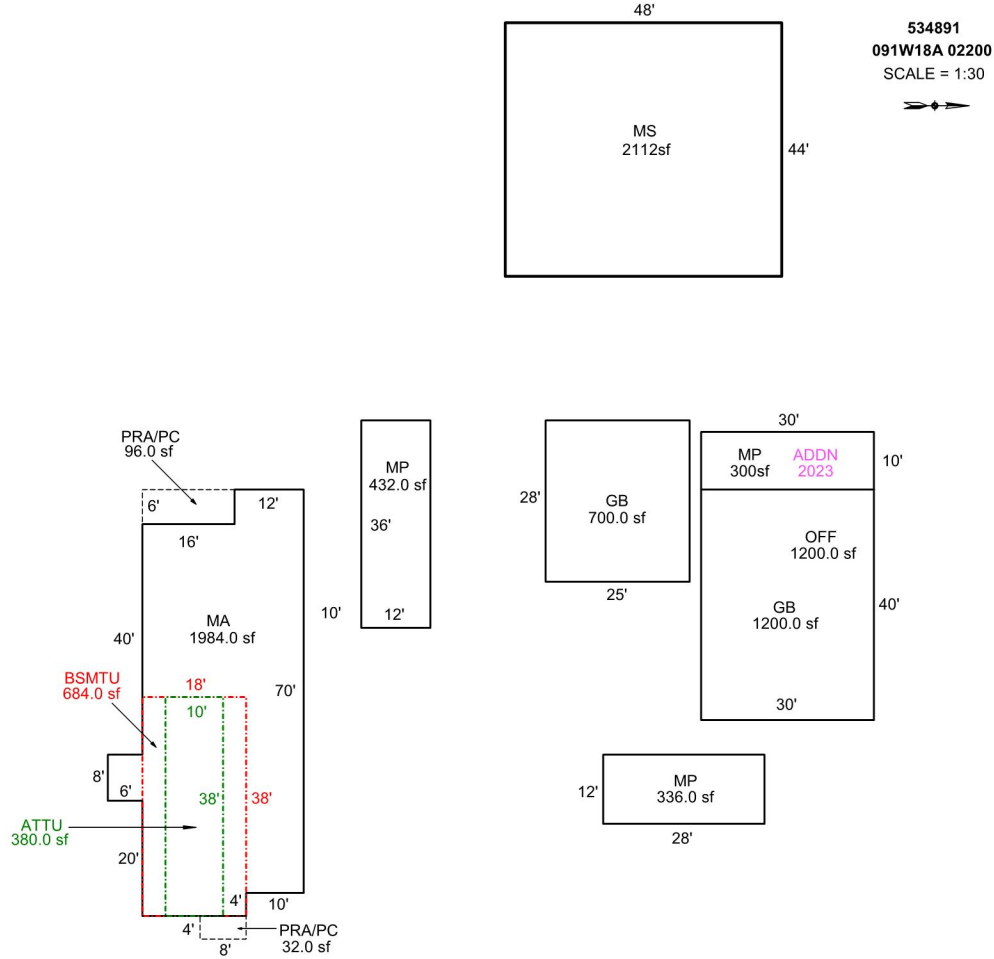 48'
534891
091W18A 02200
SCALE = 1:30
MS
2112sf
44'
PRA/PC
96.0 sf
6'
12'
16'
MP
432.0 sf
36'
12'
10'
28'
GB
700.0 sf
25'
30'
MP
300sf
ADDN
2023
10'
OFF
1200.0 sf
GB
1200.0 sf
40'
30'
MA
1984.0 sf
40'
70'
BSMTU
684.0 sf
18'
10'
8'
6'
38'
38'
ATTU
380.0 sf
20'
4'
10'
4'
8'
PRA/PC
32.0 sf
12'
MP
336.0 sf
28'